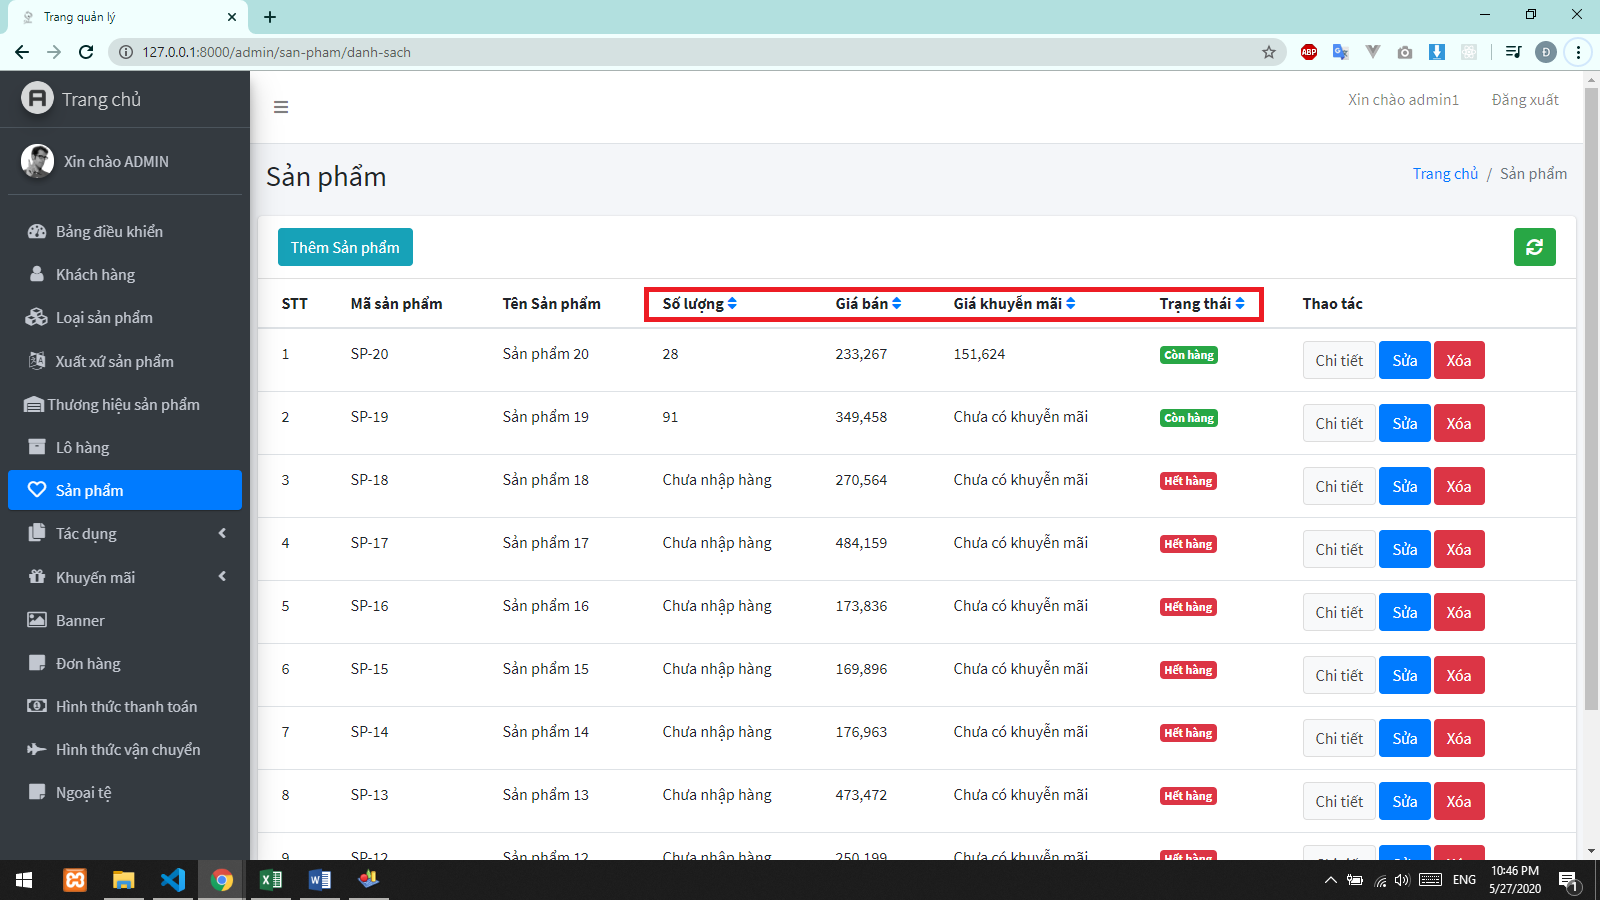 Trang quản lý
127.0.0.1:8000/admin/san-pham/danh-sach
ABP
Đ
Trang chủ
Xin chào admin1 Đăng xuất
Xin chào ADMIN
Sản phẩm
Trang chủ / Sản phẩm
Bảng điều khiển
Khách hàng
Loại sản phẩm
Xuất xứ sản phẩm
Thương hiệu sản phẩm
Lô hàng
Sản phẩm
Tác dụng
Khuyến mãi
Banner
Đơn hàng
Hình thức thanh toán
Hình thức vận chuyển
Ngoại tệ
Thêm Sản phẩm
STT Mã sản phẩm Tên Sản phẩm Số lượng Giá bán Giá khuyễn mãi Trạng thái Thao tác
1 SP-20 Sản phẩm 20 28 233,267 151,624 Còn hàng Chi tiết Sửa Xóa
2 SP-19 Sản phẩm 19 91 349,458 Chưa có khuyễn mãi Còn hàng Chi tiết Sửa Xóa
3 SP-18 Sản phẩm 18 Chưa nhập hàng 270,564 Chưa có khuyễn mãi Hết hàng Chi tiết Sửa Xóa
4 SP-17 Sản phẩm 17 Chưa nhập hàng 484,159 Chưa có khuyễn mãi Hết hàng Chi tiết Sửa Xóa
5 SP-16 Sản phẩm 16 Chưa nhập hàng 173,836 Chưa có khuyễn mãi Hết hàng Chi tiết Sửa Xóa
6 SP-15 Sản phẩm 15 Chưa nhập hàng 169,896 Chưa có khuyễn mãi Hết hàng Chi tiết Sửa Xóa
7 SP-14 Sản phẩm 14 Chưa nhập hàng 176,963 Chưa có khuyễn mãi Hết hàng Chi tiết Sửa Xóa
8 SP-13 Sản phẩm 13 Chưa nhập hàng 473,472 Chưa có khuyễn mãi Hết hàng Chi tiết Sửa Xóa
9 SP-12 Sản phẩm 12 Chưa nhập hàng 250,199 Chưa có khuyễn mãi Hết hàng
ENG
10:46 PM
5/27/2020
1